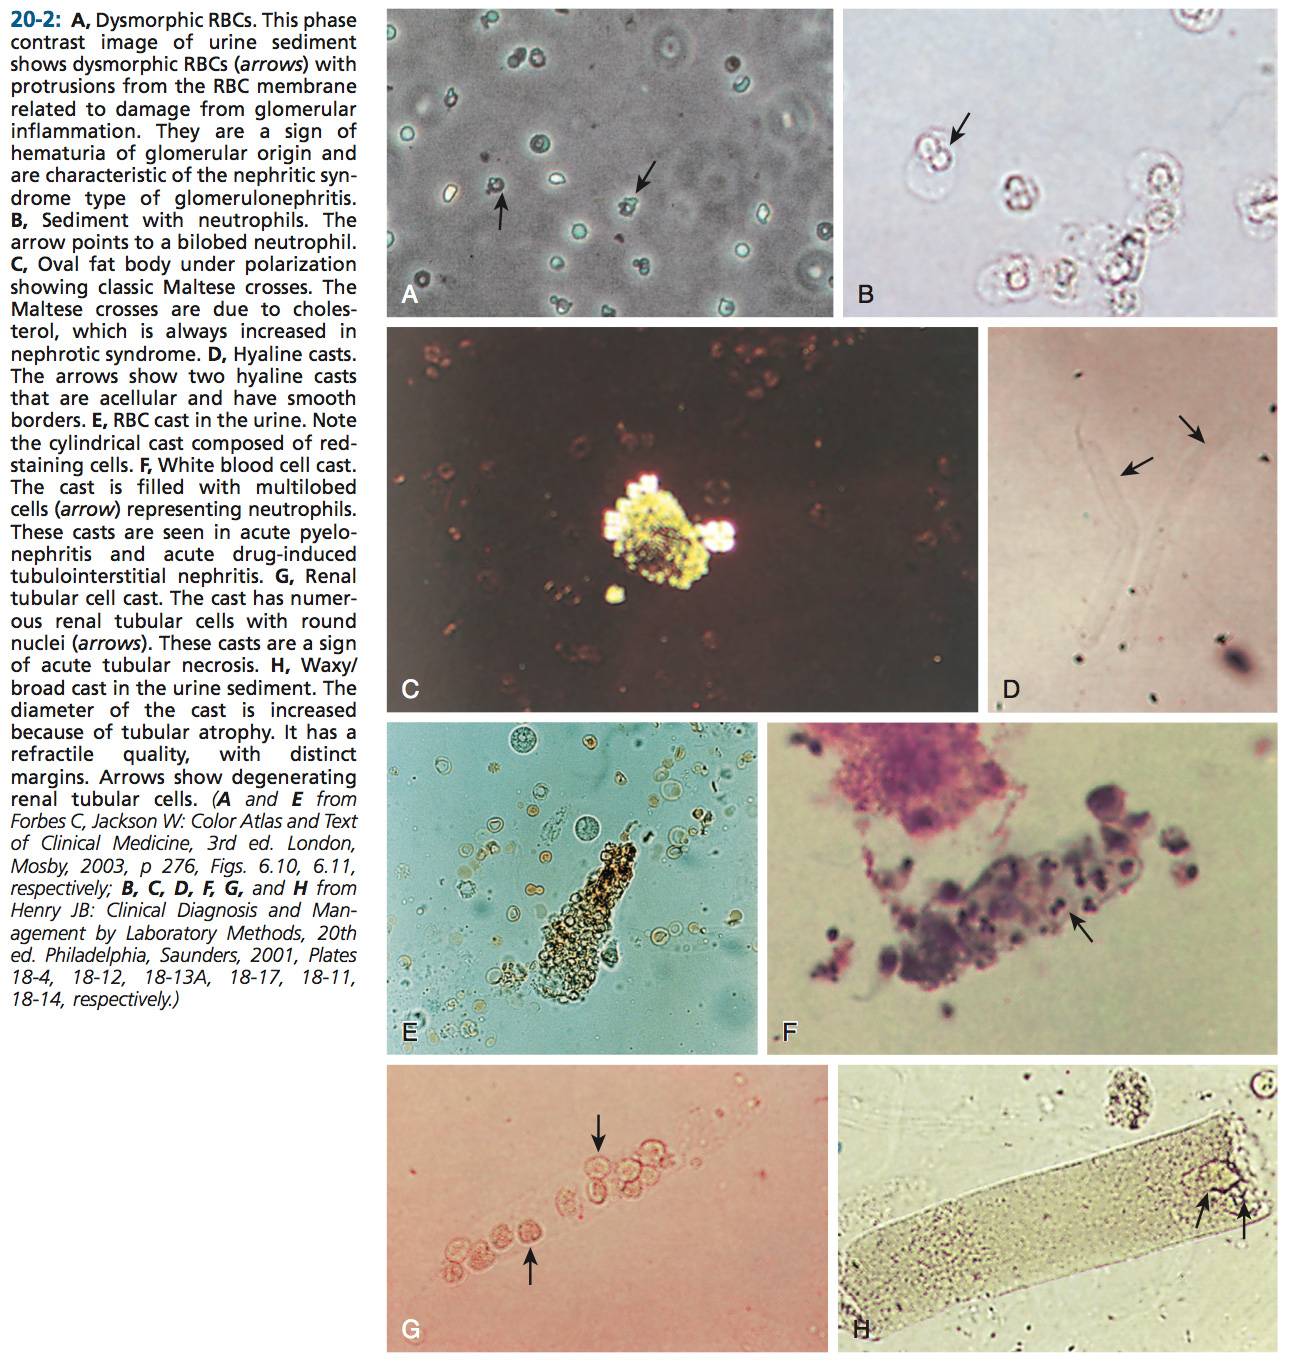 20-2: A, Dysmorphic RBCs. This phase
contrast image of urine sediment
shows dysmorphic RBCs (arrows) with
protrusions from the RBC membrane
related to damage from glomerular
inflammation. They are a sign of
hematuria of glomerular origin and
are characteristic of the nephritic syn-
drome type of glomerulonephritis.
B, Sediment with neutrophils. The
arrow points to a bilobed neutrophil.
C, Oval fat body under polarization
showing classic Maltese crosses. The
Maltese crosses are due to choles-
terol, which is always increased in
nephrotic syndrome. D, Hyaline casts.
The arrows show two hyaline casts
that are acellular and have smooth
borders. E, RBC cast in the urine. Note
the cylindrical cast composed of red-
staining cells. F, White blood cell cast.
The cast is filled with multilobed
cells (arrow) representing neutrophils.
These casts are seen in acute pyelo-
nephritis and acute drug-induced
tubulointerstitial nephritis. G, Renal
tubular cell cast. The cast has numer-
ous renal tubular cells with round
nuclei (arrows). These casts are a sign
of acute tubular necrosis. H, Waxy/
broad cast in the urine sediment. The
diameter of the cast is increased
because of tubular atrophy. It has a
refractile quality, with distinct
margins. Arrows show degenerating
renal tubular cells. (A and E from
Forbes C, Jackson W: Color Atlas and Text
of Clinical Medicine, 3rd ed. London,
Mosby, 2003, p 276, Figs. 6.10, 6.11,
respectively; B, C, D, F, G, and H from
Henry JB: Clinical Diagnosis and Man-
agement by Laboratory Methods, 20th
ed. Philadelphia, Saunders, 2001, Plates
18-4, 18-12, 18-13A, 18-17, 18-11,
18-14, respectively.)
A
B
C
D
E
F
G
H